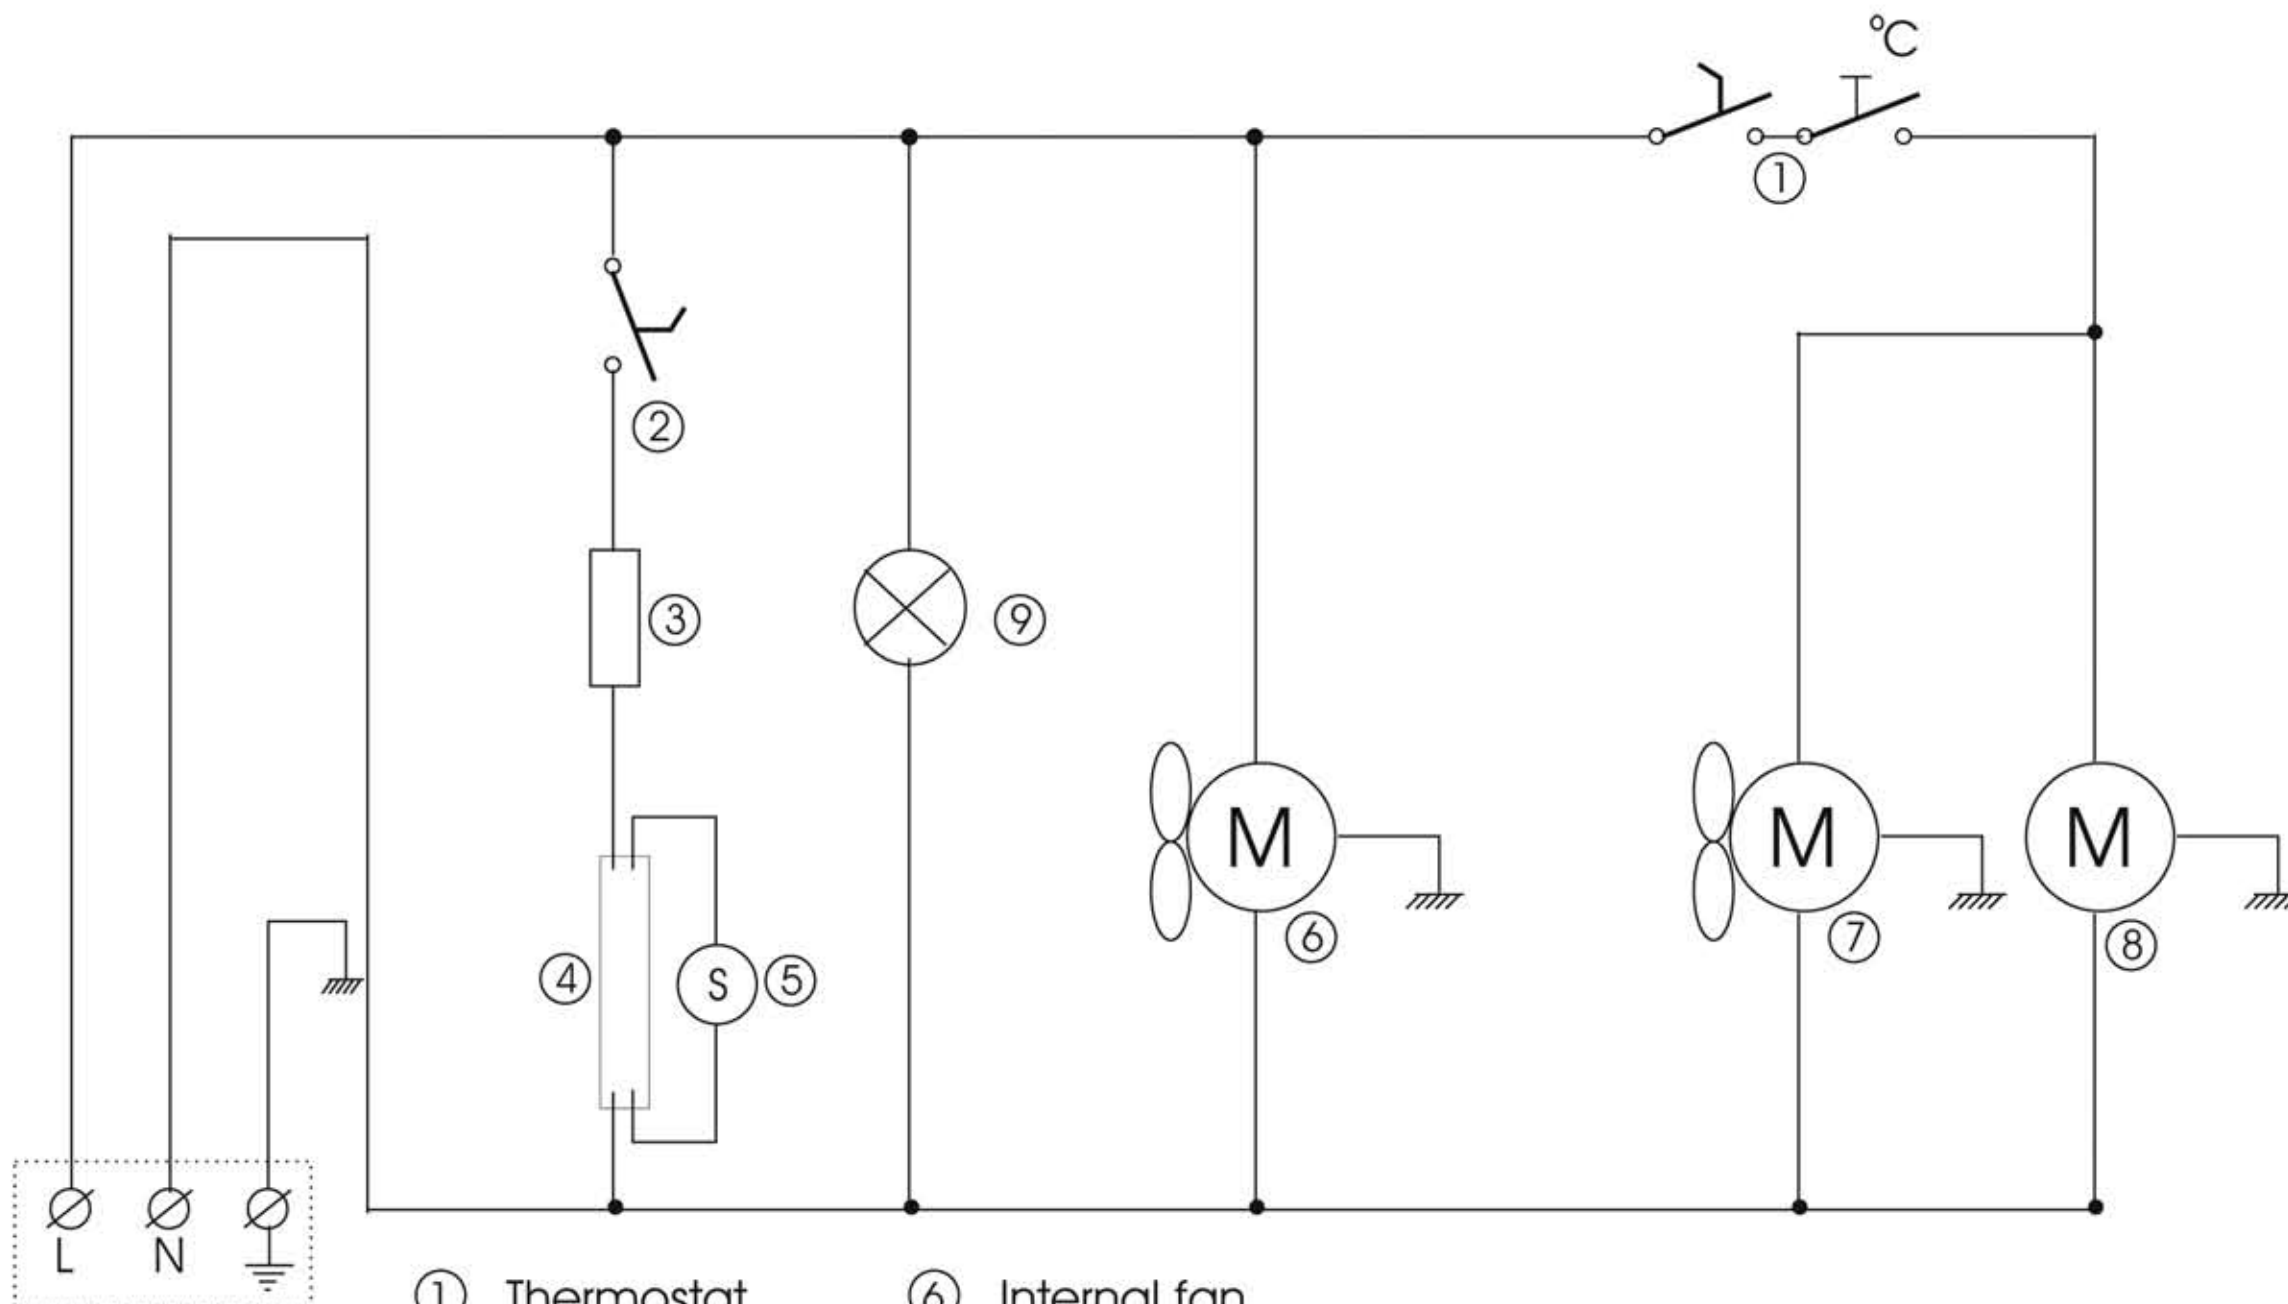 °C
①
②
③
⑨
M M M
④ S ⑤ ⑥ ⑦ ⑧
L N
① Thermostat ⑥ Internal fan